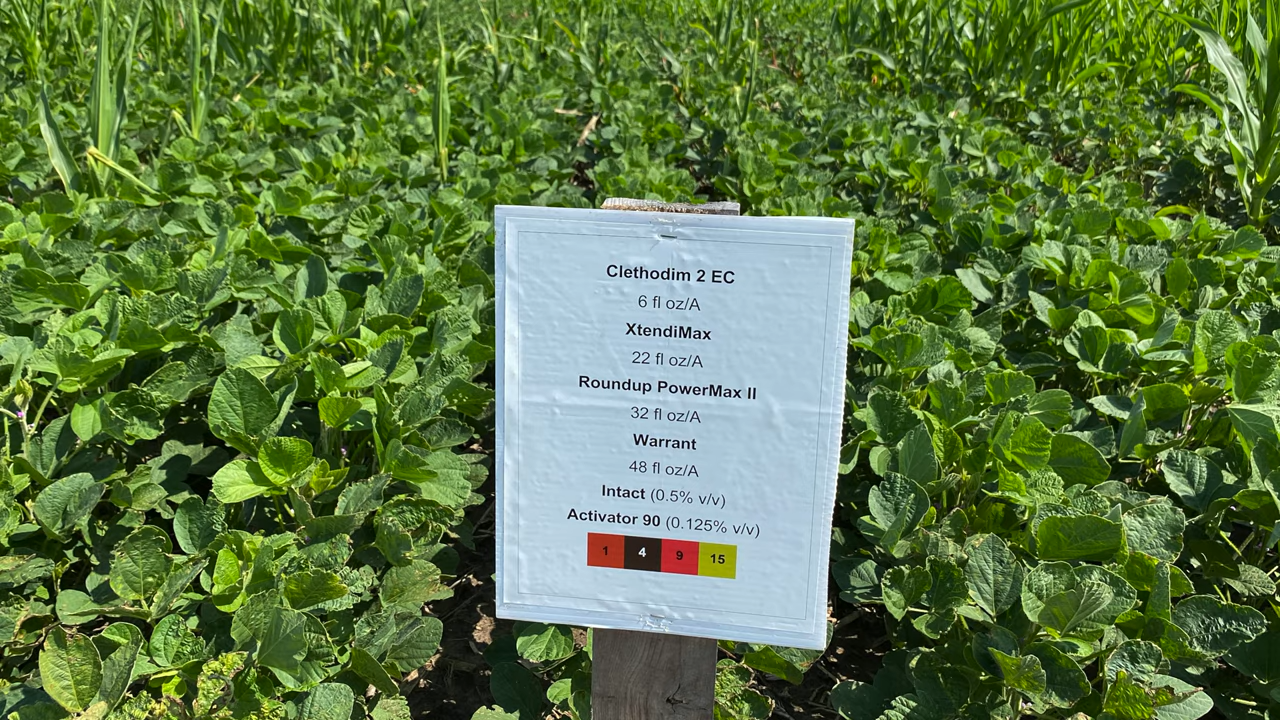 Clethodim 2 EC
6 fl oz/A
XtendiMax
22 fl oz/A
Roundup PowerMax II
32 fl oz/A
Warrant
48 fl oz/A
Intact (0.5% v/v)
Activator 90 (0.125% v/v)
1 4 9 15